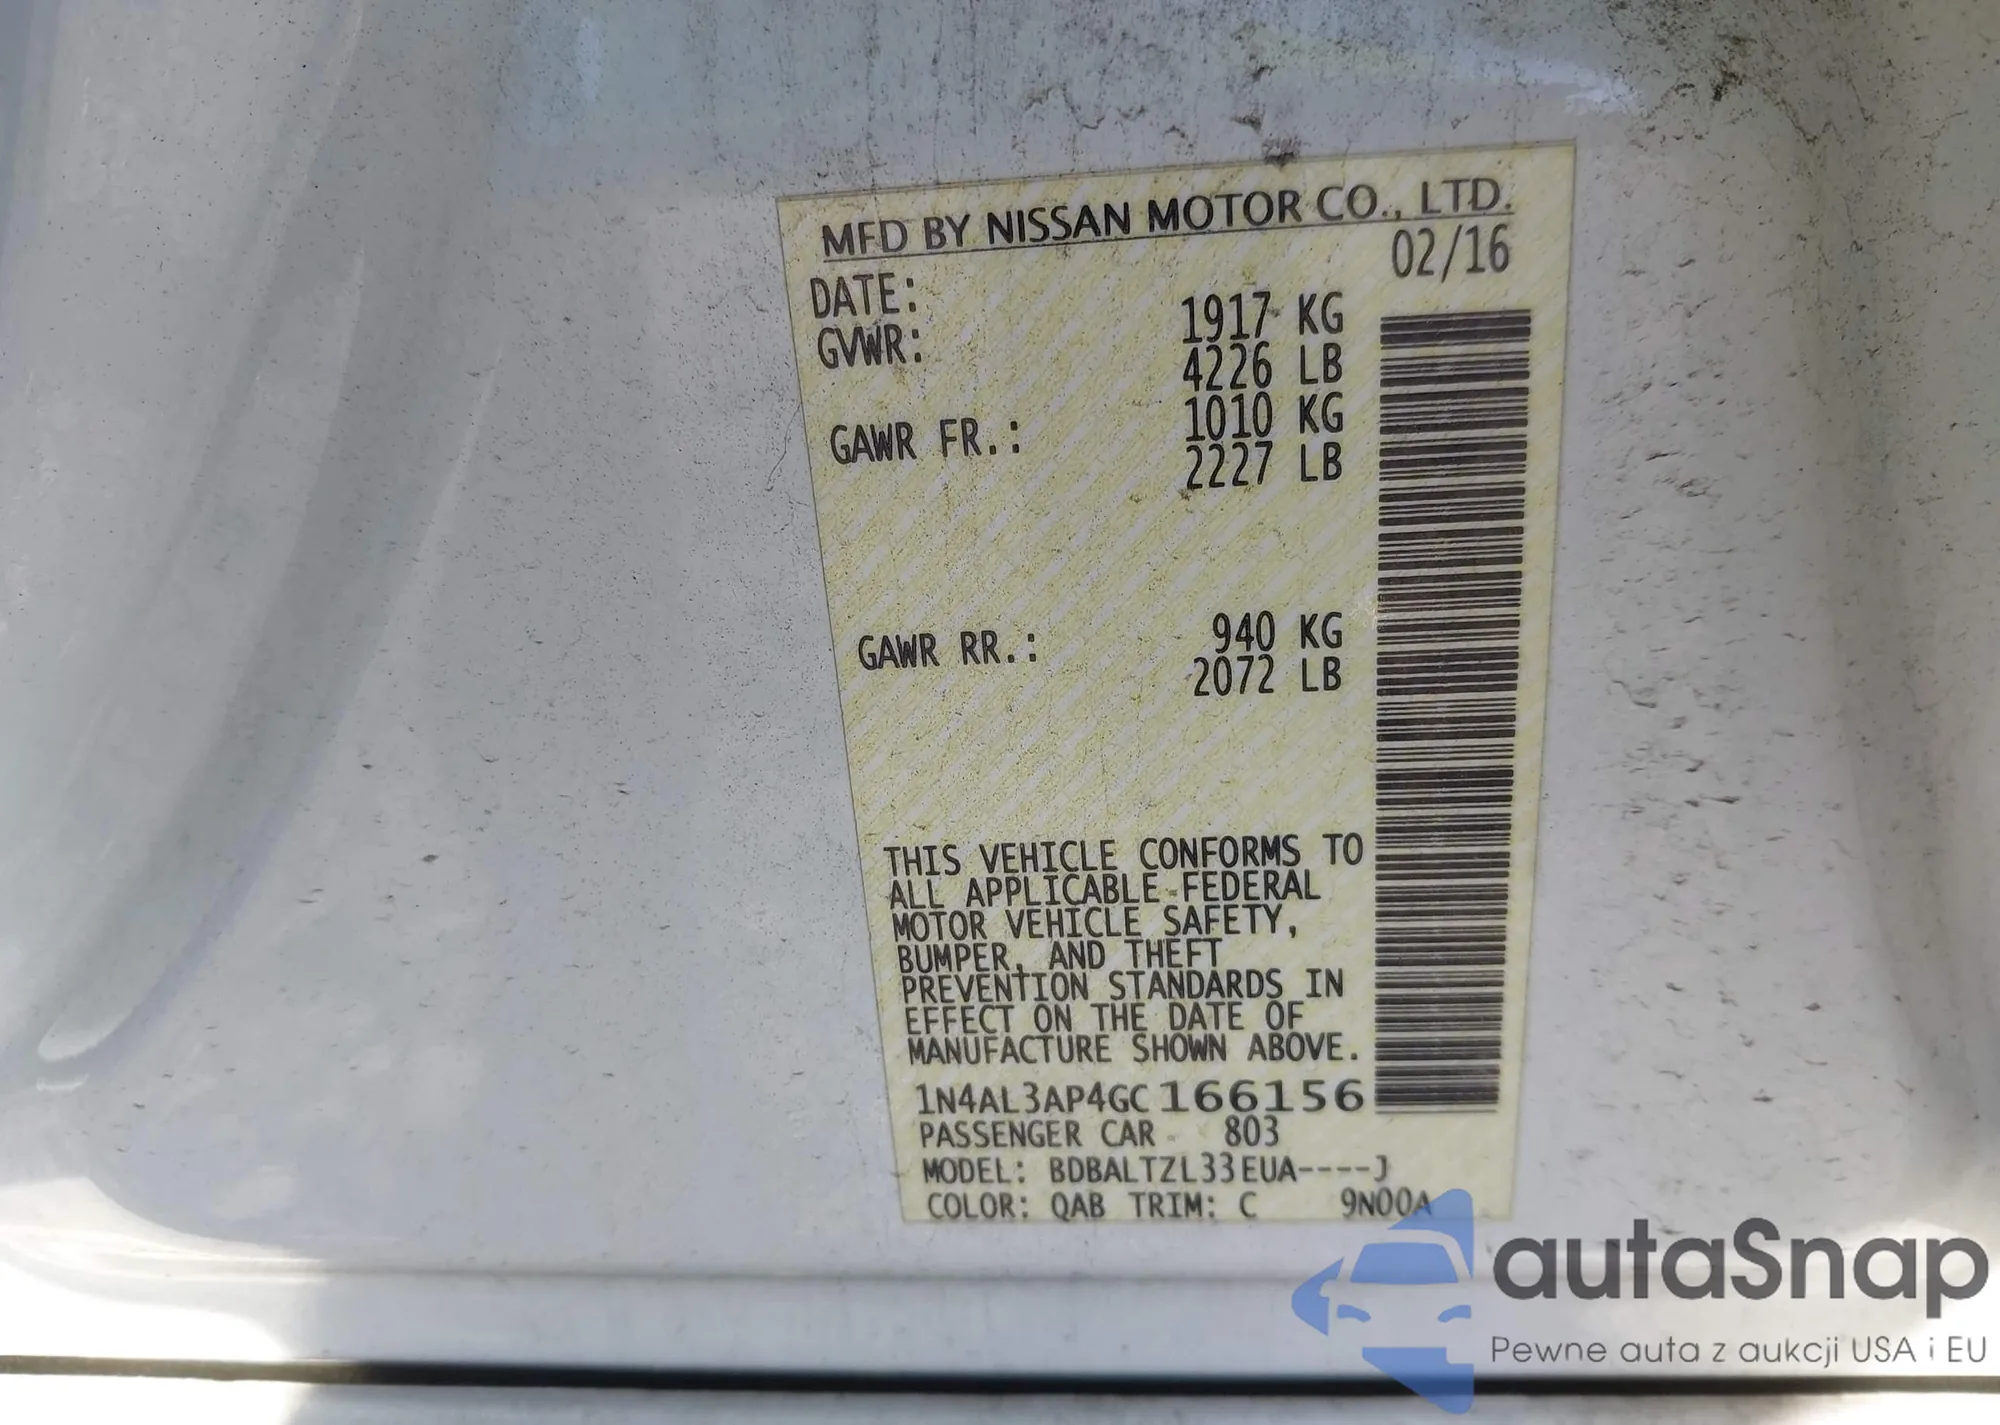 MFD BY NISSAN MOTOR CO., LTD.
DATE: 02/16
GVWR: 1917 KG
4226 LB
GAWR FR.: 1010 KG
2227 LB
GAWR RR.: 940 KG
2072 LB
THIS VEHICLE CONFORMS TO
ALL APPLICABLE FEDERAL
MOTOR VEHICLE SAFETY,
BUMPER, AND THEFT
PREVENTION STANDARDS IN
EFFECT ON THE DATE OF
MANUFACTURE SHOWN ABOVE.
1N4AL3AP4GC166156
PASSENGER CAR 803
MODEL: BDBALTZL33EUA----J
COLOR: QAB TRIM: C 9N00A
autaSnap
Pewne auta z aukcji USA i EU